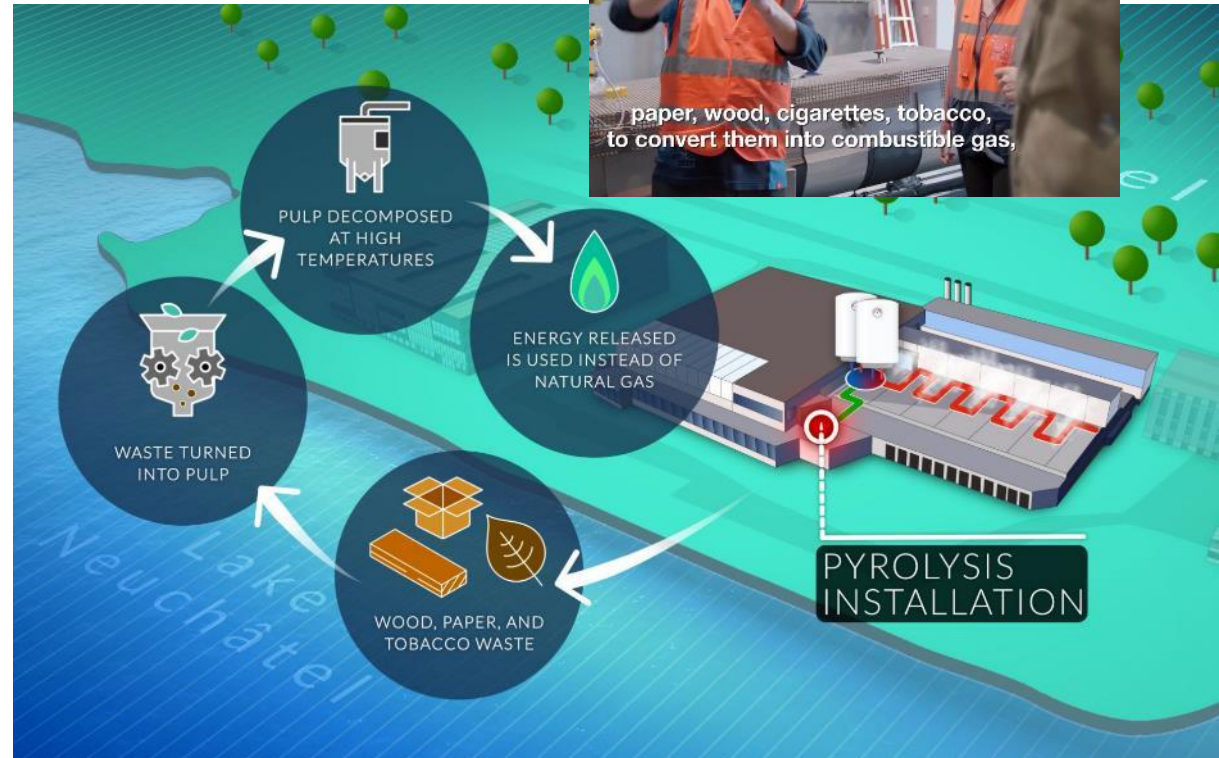 paper, wood, cigarettes, tobacco,
to convert them into combustible gas,
PULP DECOMPOSED
AT HIGH
TEMPERATURES
ENERGY RELEASED
IS USED INSTEAD OF
NATURAL GAS
WASTE TURNED
INTO PULP
WOOD, PAPER, AND
TOBACCO WASTE
PYROLYSIS
INSTALLATION
Lake
Neuchâtel